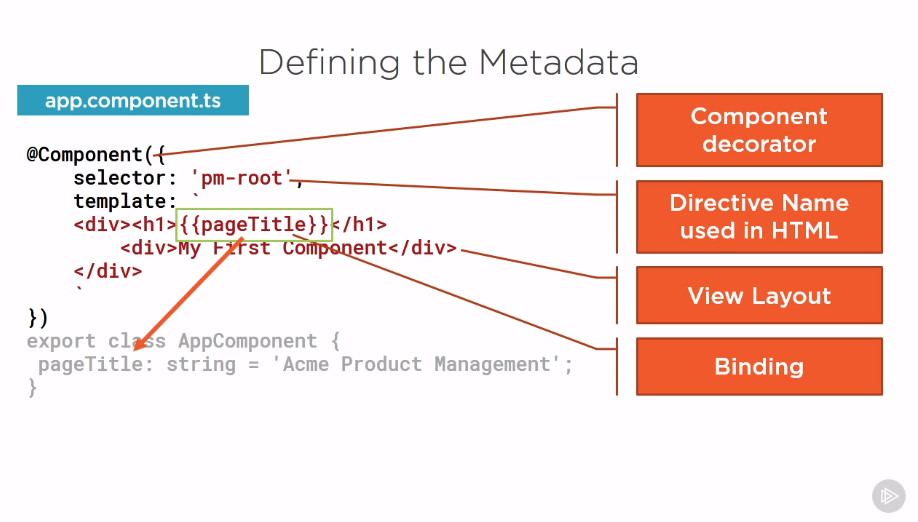 Defining the Metadata
app.component.ts
@Component({
selector: 'pm-root',
template: `
<div><h1>{{pageTitle}}</h1>
<div>My First Component</div>
</div>
`
})
export class AppComponent {
pageTitle: string = 'Acme Product Management';
}
Component
decorator
Directive Name
used in HTML
View Layout
Binding